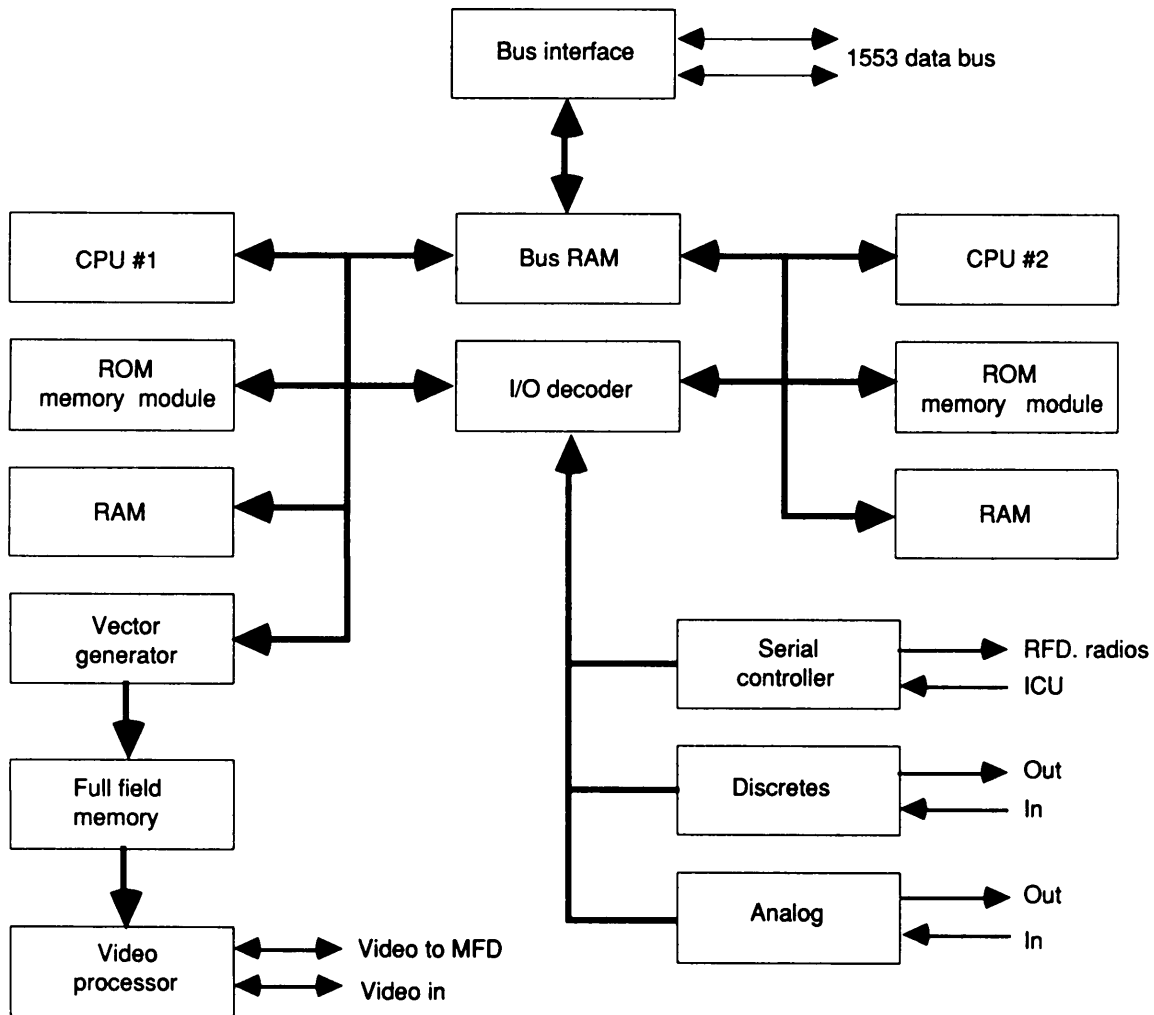 Bus interface
1553 data bus
CPU #1
Bus RAM
CPU #2
ROM
memory module
I/O decoder
ROM
memory module
RAM
RAM
Vector
generator
Serial
controller
RFD. radios
ICU
Full field
memory
Discretes
Out
In
Video
processor
Video to MFD
Video in
Analog
Out
In